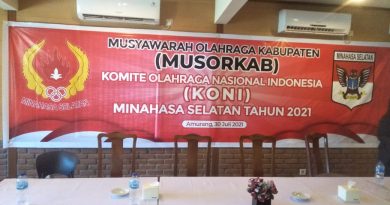 MUSYAWARAH OLAHRAGA KABUPATEN
(MUSORKAB)
KOMITE OLAHRAGA NASIONAL INDONESIA
(KONI)
MINAHASA SELATAN TAHUN 2021
Amurang, 30 Juli 2021
MINAHASA SELATAN
MINAHASA SELATAN